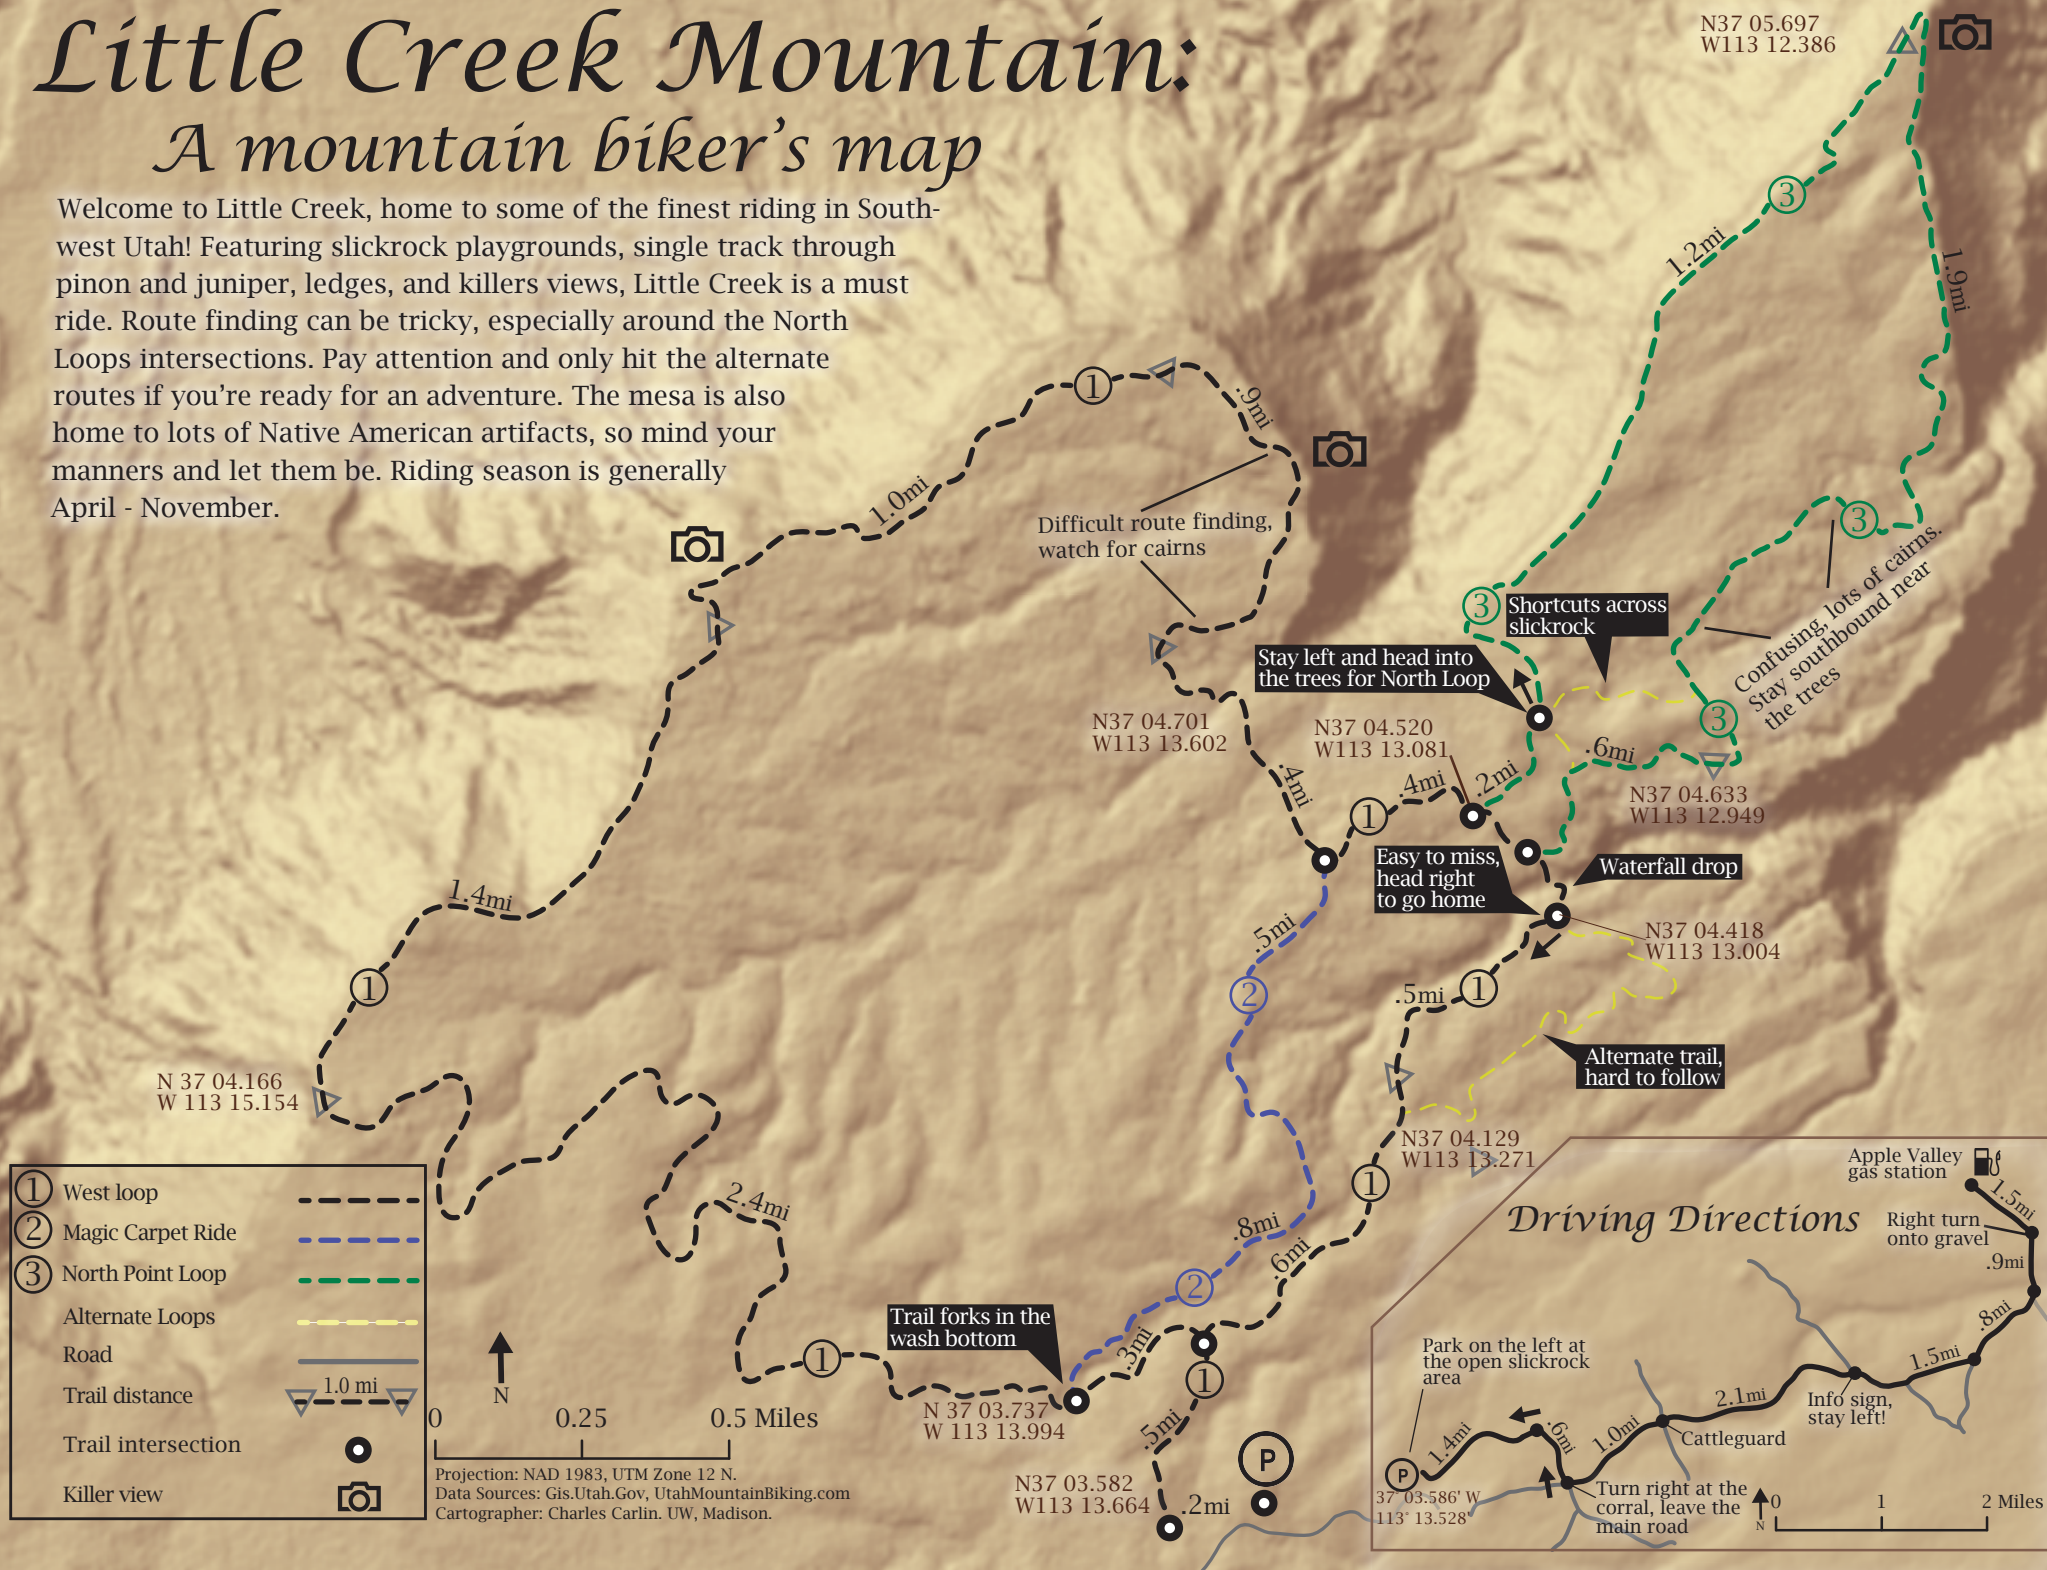 Little Creek Mountain:
A mountain biker's map
Welcome to Little Creek, home to some of the finest riding in South-
west Utah! Featuring slickrock playgrounds, single track through
pinon and juniper, ledges, and killers views, Little Creek is a must
ride. Route finding can be tricky, especially around the North
Loops intersections. Pay attention and only hit the alternate
routes if you're ready for an adventure. The mesa is also
home to lots of Native American artifacts, so mind your
manners and let them be. Riding season is generally
April - November.
N37 05.697
W113 12.386
3
1.2mi
1.9mi
1
.9mi
1.0mi
Difficult route finding,
watch for cairns
3
Confusing, lots of cairns.
Stay southbound near
the trees
3
Shortcuts across
slickrock
Stay left and head into
the trees for North Loop
3
N37 04.701
W113 13.602
N37 04.520
W113 13.081
.6mi
.4mi
.4mi
.2mi
N37 04.633
W113 12.949
1
Easy to miss,
head right
to go home
Waterfall drop
1.4mi
.5mi
N37 04.418
W113 13.004
1
2
.5mi
1
Alternate trail,
hard to follow
N 37 04.166
W 113 15.154
N37 04.129
W113 13.271
1
2.4mi
.8mi
.6mi
2
Trail forks in the
wash bottom
.3mi
1
1
N 37 03.737
W 113 13.994
.5mi
P
N37 03.582
W113 13.664
.2mi
1 West loop
2 Magic Carpet Ride
3 North Point Loop
Alternate Loops
Road
Trail distance 1.0 mi
Trail intersection
Killer view
N
0 0.25 0.5 Miles
Projection: NAD 1983, UTM Zone 12 N.
Data Sources: Gis.Utah.Gov, UtahMountainBiking.com
Cartographer: Charles Carlin. UW, Madison.
Driving Directions
Apple Valley
gas station
1.5mi
Right turn
onto gravel
.9mi
.8mi
1.5mi
Info sign,
stay left!
2.1mi
Cattleguard
1.0mi
.6mi
Turn right at the
corral, leave the
main road
1.4mi
Park on the left at
the open slickrock
area
P
37° 03.586' W
113° 13.528'
N
0 1 2 Miles